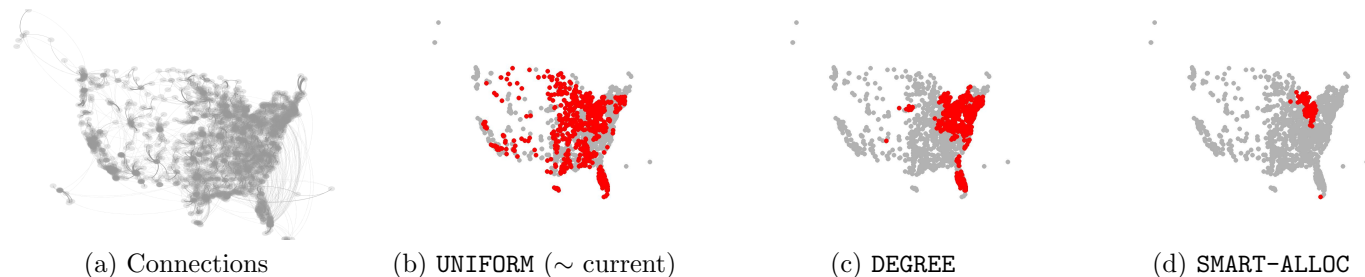 (a) Connections
(b) UNIFORM (∼ current)
(c) DEGREE
(d) SMART-ALLOC